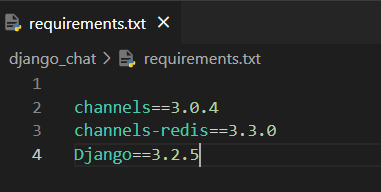 requirements.txt ×
django_chat > requirements.txt
1
2 channels==3.0.4
3 channels-redis==3.3.0
4 Django==3.2.5